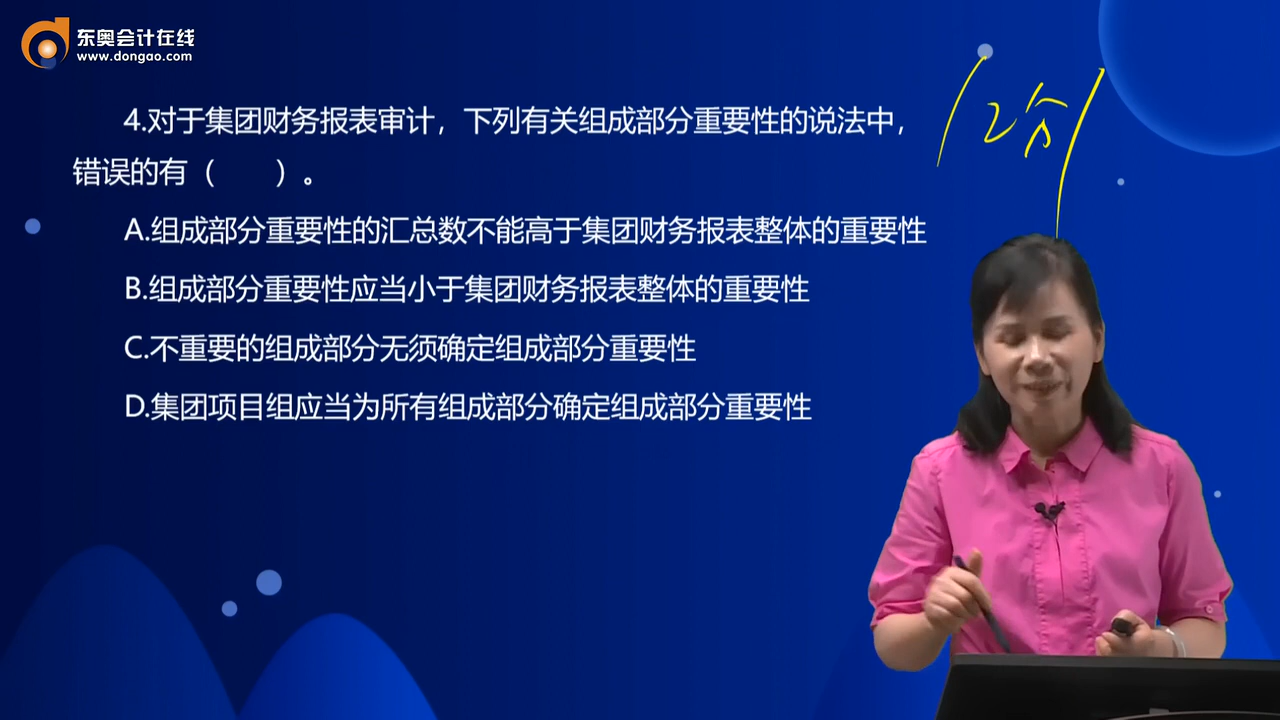 东奥会计在线
www.dongao.com
4.对于集团财务报表审计，下列有关组成部分重要性的说法中，
错误的有（　　）。
A.组成部分重要性的汇总数不能高于集团财务报表整体的重要性
B.组成部分重要性应当小于集团财务报表整体的重要性
C.不重要的组成部分无须确定组成部分重要性
D.集团项目组应当为所有组成部分确定组成部分重要性
2分